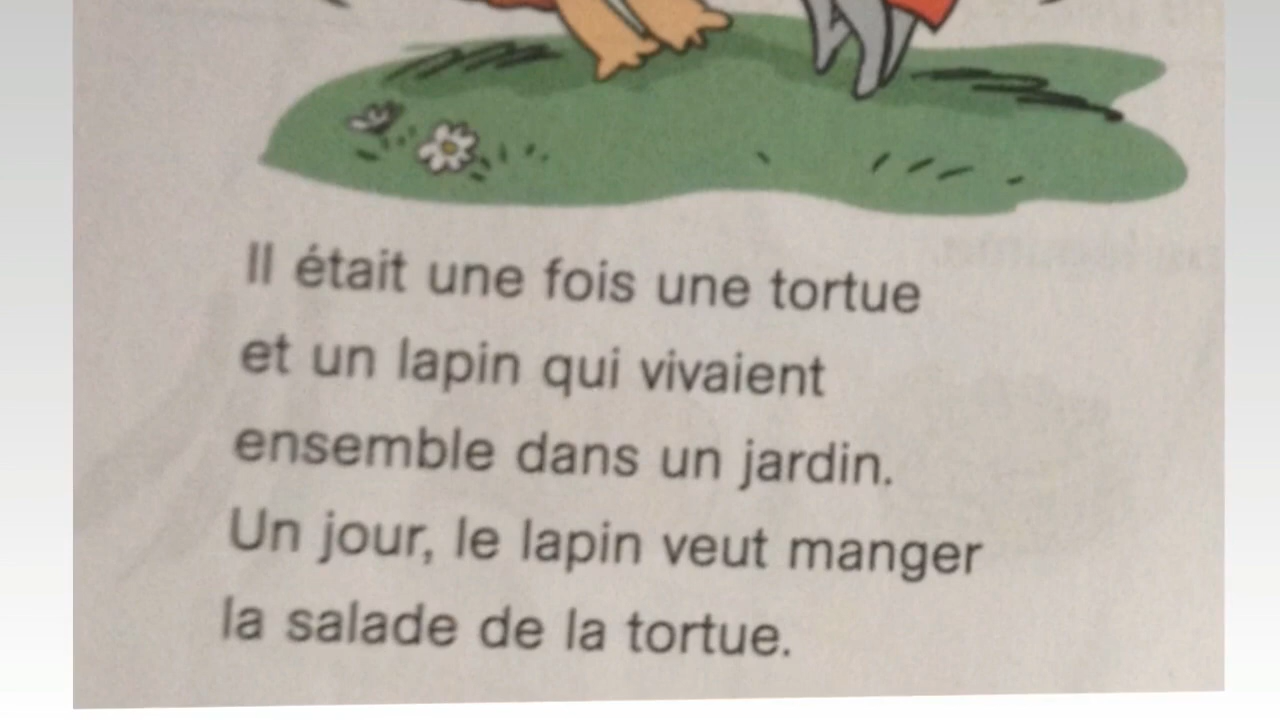 Il était une fois une tortue
et un lapin qui vivaient
ensemble dans un jardin.
Un jour, le lapin veut manger
la salade de la tortue.